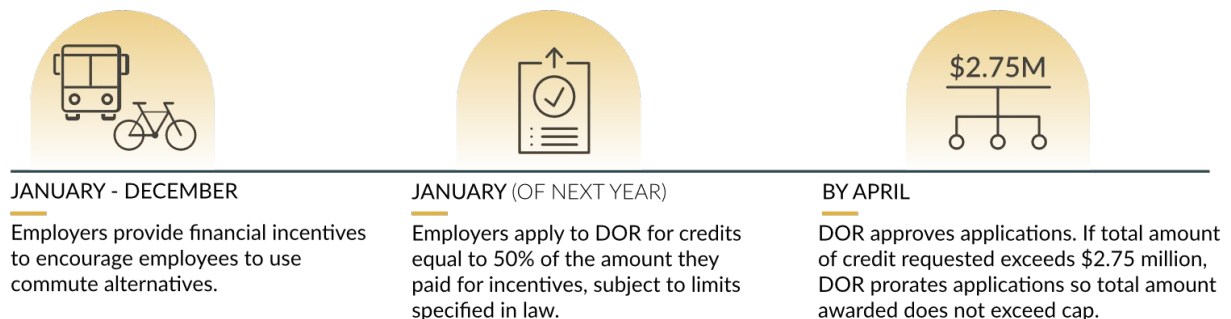 $2.75M
JANUARY - DECEMBER
Employers provide financial incentives
to encourage employees to use
commute alternatives.
JANUARY (OF NEXT YEAR)
Employers apply to DOR for credits
equal to 50% of the amount they
paid for incentives, subject to limits
specified in law.
BY APRIL
DOR approves applications. If total amount
of credit requested exceeds $2.75 million,
DOR prorates applications so total amount
awarded does not exceed cap.